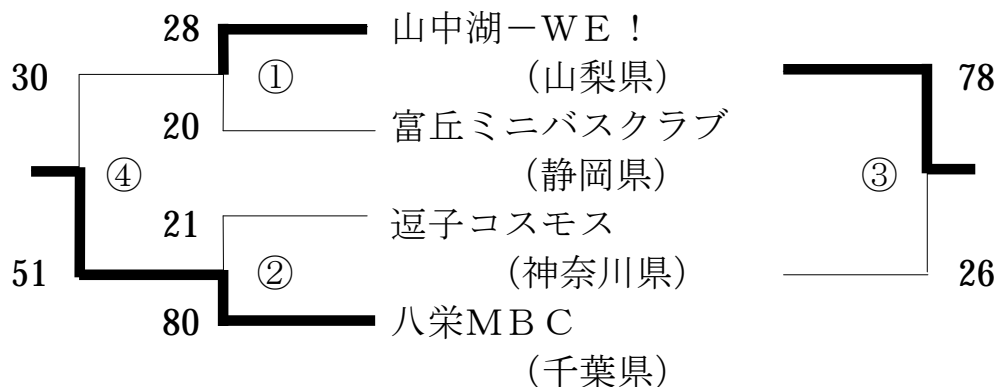 28 山中湖－ＷＥ！
30 ① (山梨県) 78
20 富丘ミニバスクラブ
④ (静岡県) ③
21 逗子コスモス
51 ② (神奈川県) 26
80 八栄ＭＢＣ
(千葉県)